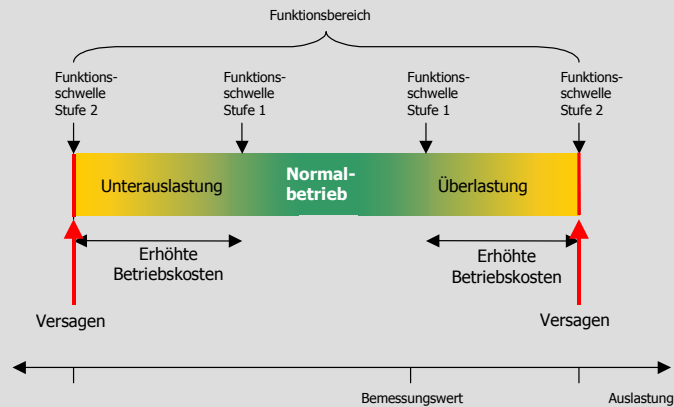 Funktionsbereich
Funktions-
schwelle
Stufe 2
Funktions-
schwelle
Stufe 1
Funktions-
schwelle
Stufe 1
Funktions-
schwelle
Stufe 2
Unterauslastung
Normal-
betrieb
Überlastung
Erhöhte
Betriebskosten
Erhöhte
Betriebskosten
Versagen
Versagen
Bemessungswert
Auslastung